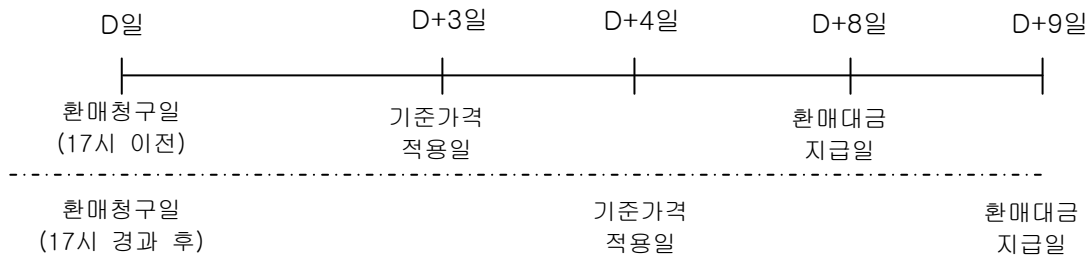 D일 D+3일 D+4일 D+8일 D+9일
환매청구일 기준가격 환매대금
(17시 이전) 적용일 지급일
환매청구일 기준가격 환매대금
(17시 경과 후) 적용일 지급일